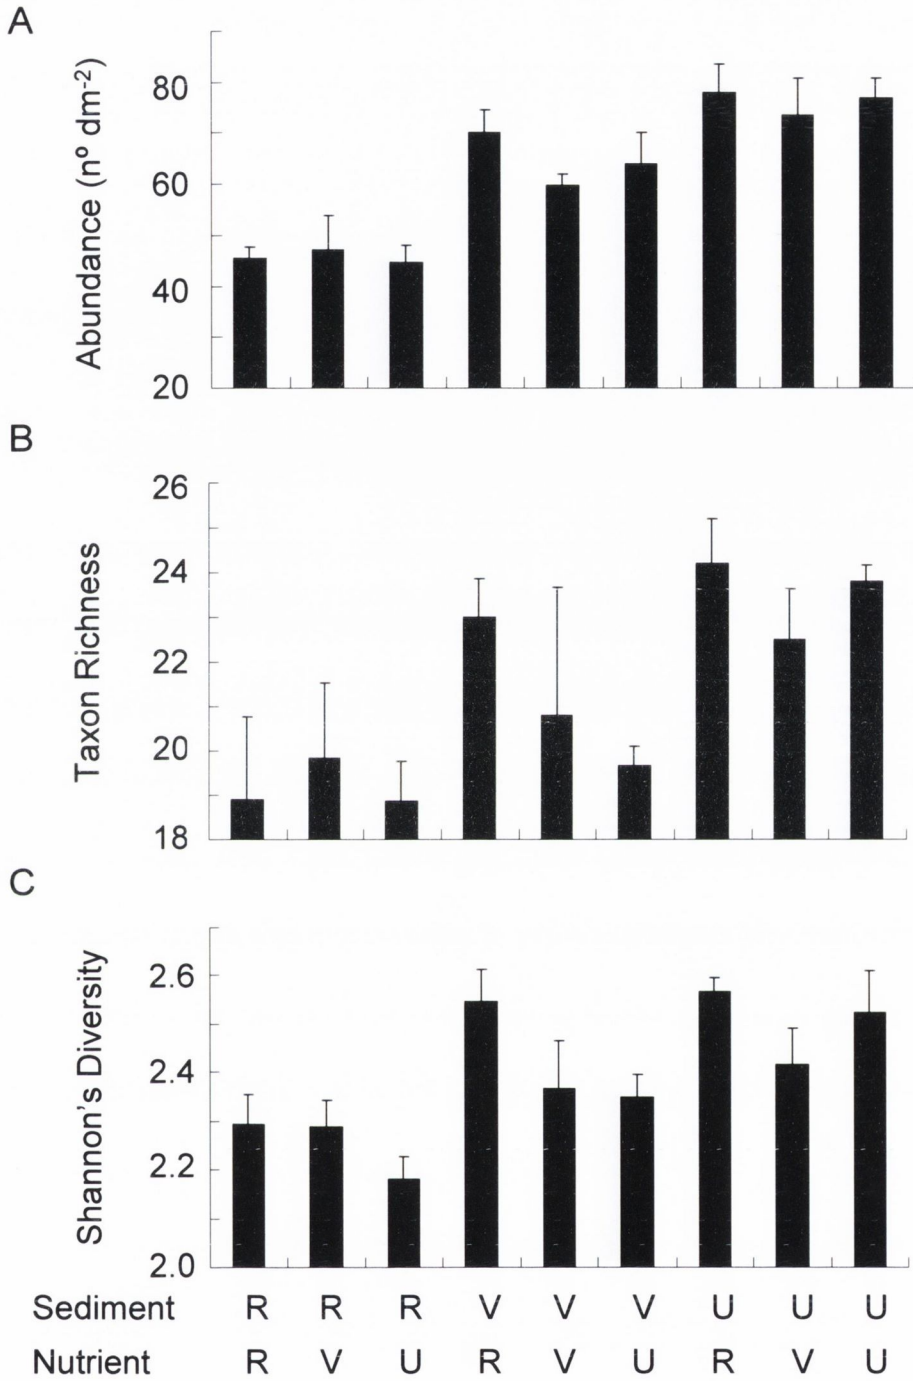 A
Abundance (nº dm-2)
80
60
40
20
B
Taxon Richness
26
24
22
20
18
C
Shannon's Diversity
2.6
2.4
2.2
2.0
Sediment R R R V V V U U U
Nutrient R V U R V U R V U